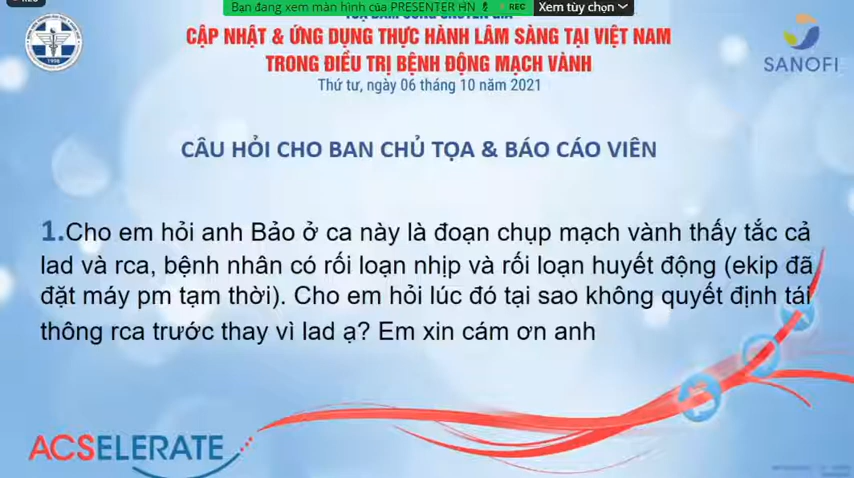 Bạn đang xem màn hình của PRESENTER HN
REC
Xem tùy chọn
CẬP NHẬT & ỨNG DỤNG THỰC HÀNH LÂM SÀNG TẠI VIỆT NAM
TRONG ĐIỀU TRỊ BỆNH ĐỘNG MẠCH VÀNH
Thứ tư, ngày 06 tháng 10 năm 2021
SANOFI
CÂU HỎI CHO BAN CHỦ TỌA & BÁO CÁO VIÊN
1.Cho em hỏi anh Bảo ở ca này là đoạn chụp mạch vành thấy tắc cả
lad và rca, bệnh nhân có rối loạn nhịp và rối loạn huyết động (ekip đã
đặt máy pm tạm thời). Cho em hỏi lúc đó tại sao không quyết định tái
thông rca trước thay vì lad ạ? Em xin cám ơn anh
ACSELERATE